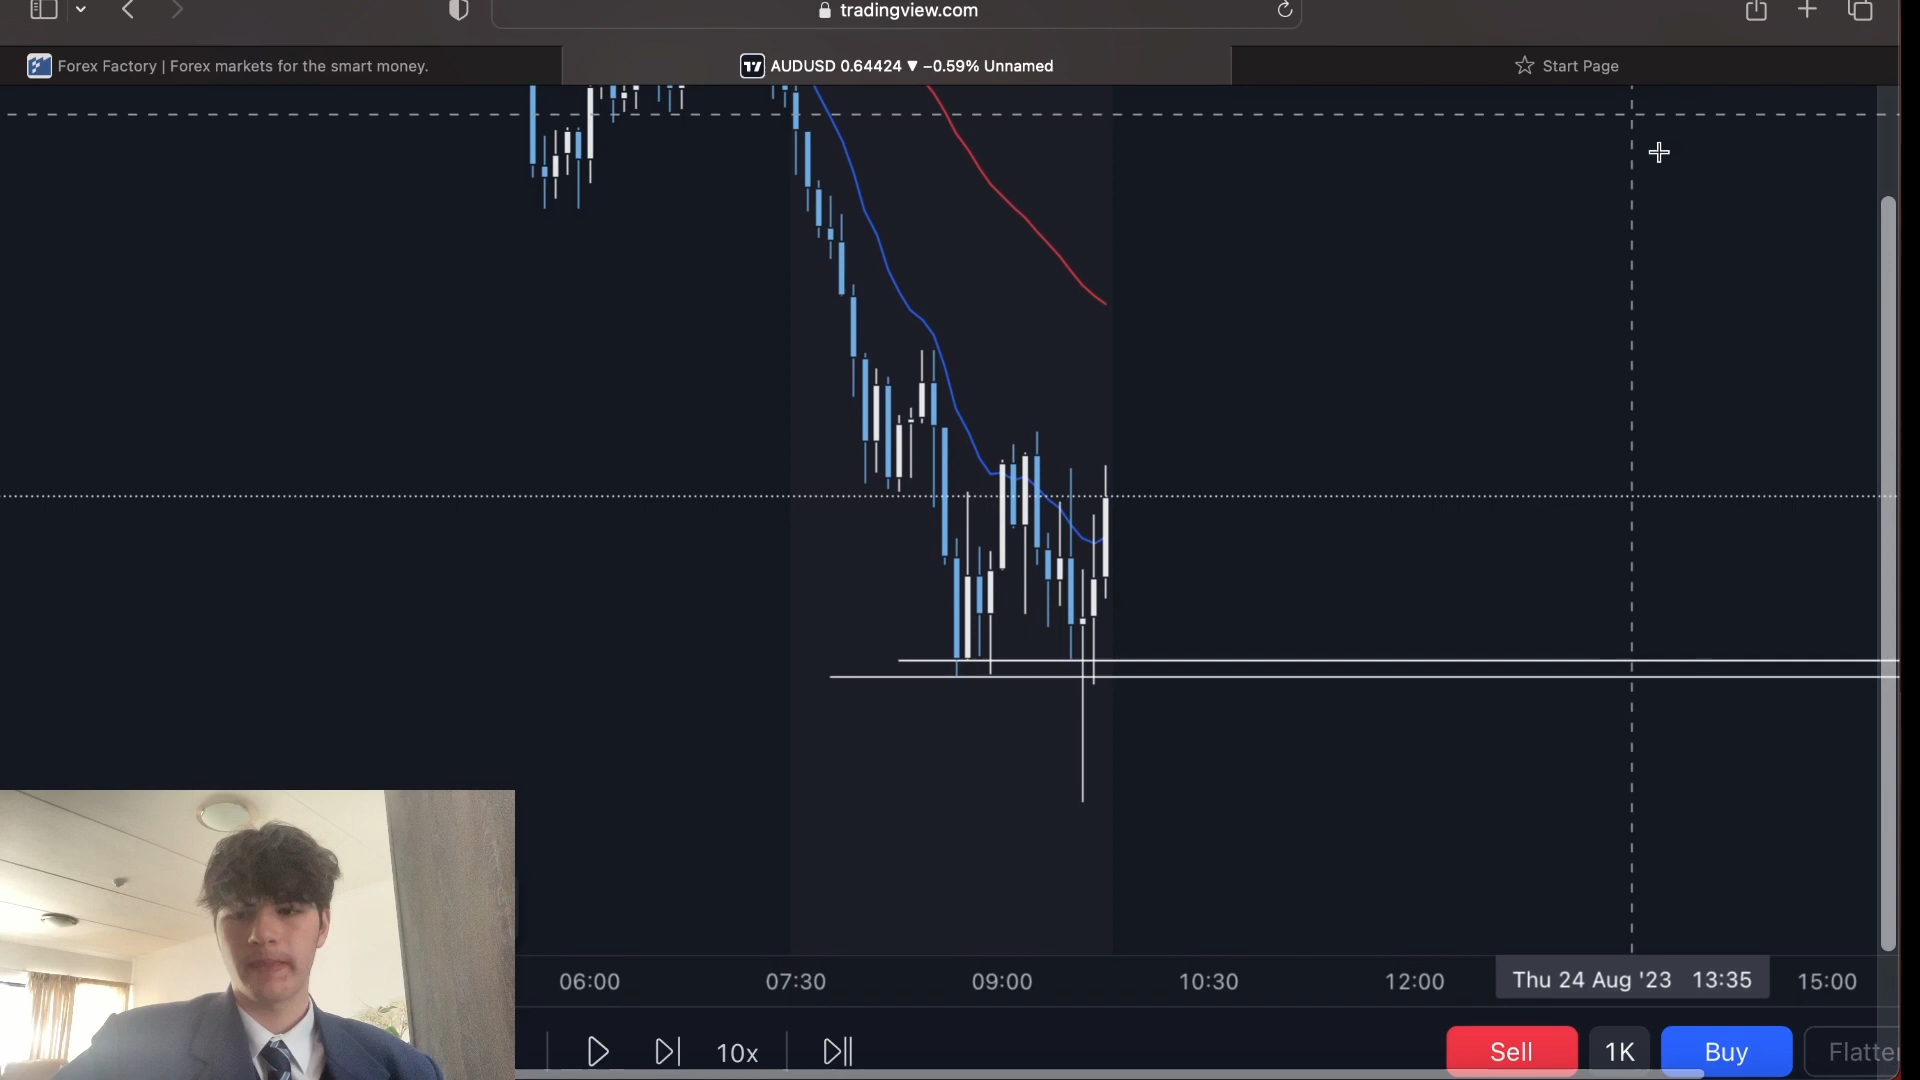 tradingview.com
Forex Factory | Forex markets for the smart money.
AUDUSD 0.64424 ▼ −0.59% Unnamed
Start Page
06:00 07:30 09:00 10:30 12:00 Thu 24 Aug '23 13:35 15:00
10x Sell 1K Buy Flatte